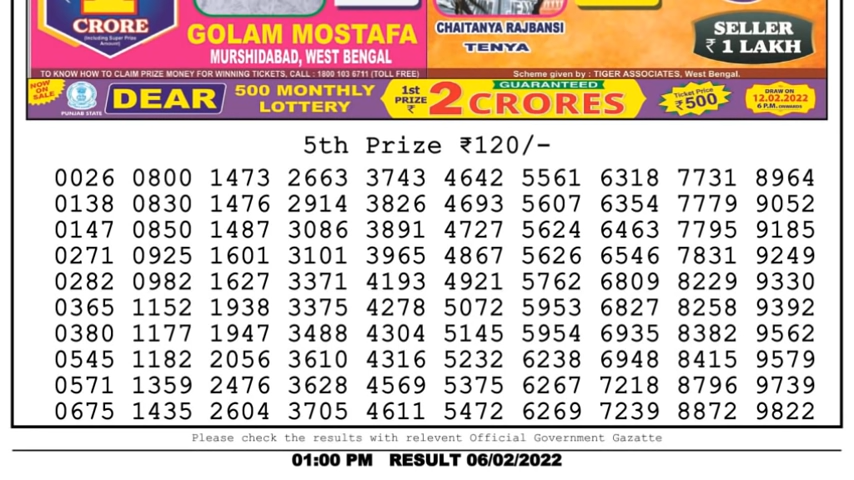 1
CRORE
(Including Super Prize Amount)
GOLAM MOSTAFA
MURSHIDABAD, WEST BENGAL
CHAITANYA RAJBANSI
TENYA
SELLER
₹ 1 LAKH
TO KNOW HOW TO CLAIM PRIZE MONEY FOR WINNING TICKETS, CALL : 1800 103 6711 (TOLL FREE)
Scheme given by : TIGER ASSOCIATES, West Bengal.
NOW ON SALE
PUNJAB STATE
DEAR
500 MONTHLY
LOTTERY
1st PRIZE ₹
GUARANTEED
2 CRORES
Ticket Price
₹500
DRAW ON
12.02.2022
6 P.M. ONWARDS
5th Prize ₹120/-
0026 0800 1473 2663 3743 4642 5561 6318 7731 8964
0138 0830 1476 2914 3826 4693 5607 6354 7779 9052
0147 0850 1487 3086 3891 4727 5624 6463 7795 9185
0271 0925 1601 3101 3965 4867 5626 6546 7831 9249
0282 0982 1627 3371 4193 4921 5762 6809 8229 9330
0365 1152 1938 3375 4278 5072 5953 6827 8258 9392
0380 1177 1947 3488 4304 5145 5954 6935 8382 9562
0545 1182 2056 3610 4316 5232 6238 6948 8415 9579
0571 1359 2476 3628 4569 5375 6267 7218 8796 9739
0675 1435 2604 3705 4611 5472 6269 7239 8872 9822
Please check the results with relevent Official Government Gazatte
01:00 PM RESULT 06/02/2022